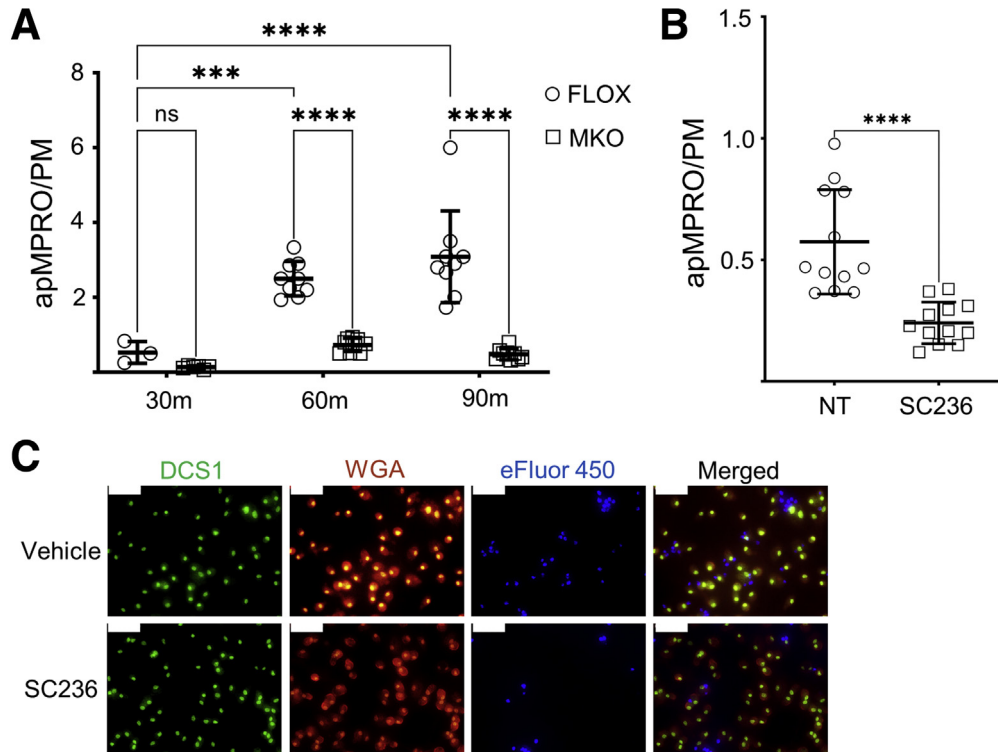 A
****
***
ns
****
****
FLOX
MKO
apMPRO/PM
8
6
4
2
30m
60m
90m
B
****
apMPRO/PM
1.5
1.0
0.5
NT
SC236
C
DCS1
WGA
eFluor 450
Merged
Vehicle
SC236